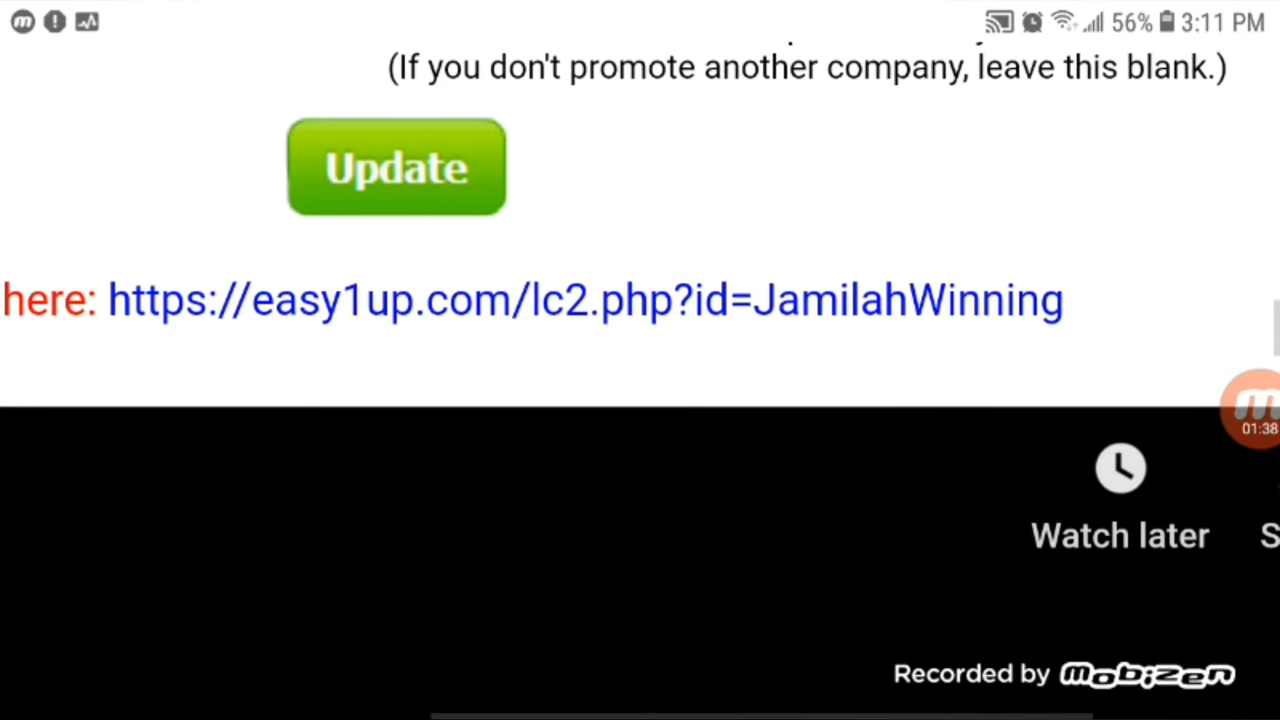 56% 3:11 PM
(If you don't promote another company, leave this blank.)
Update
here: https://easy1up.com/lc2.php?id=JamilahWinning
01:38
Watch later
S
Recorded by mobizen